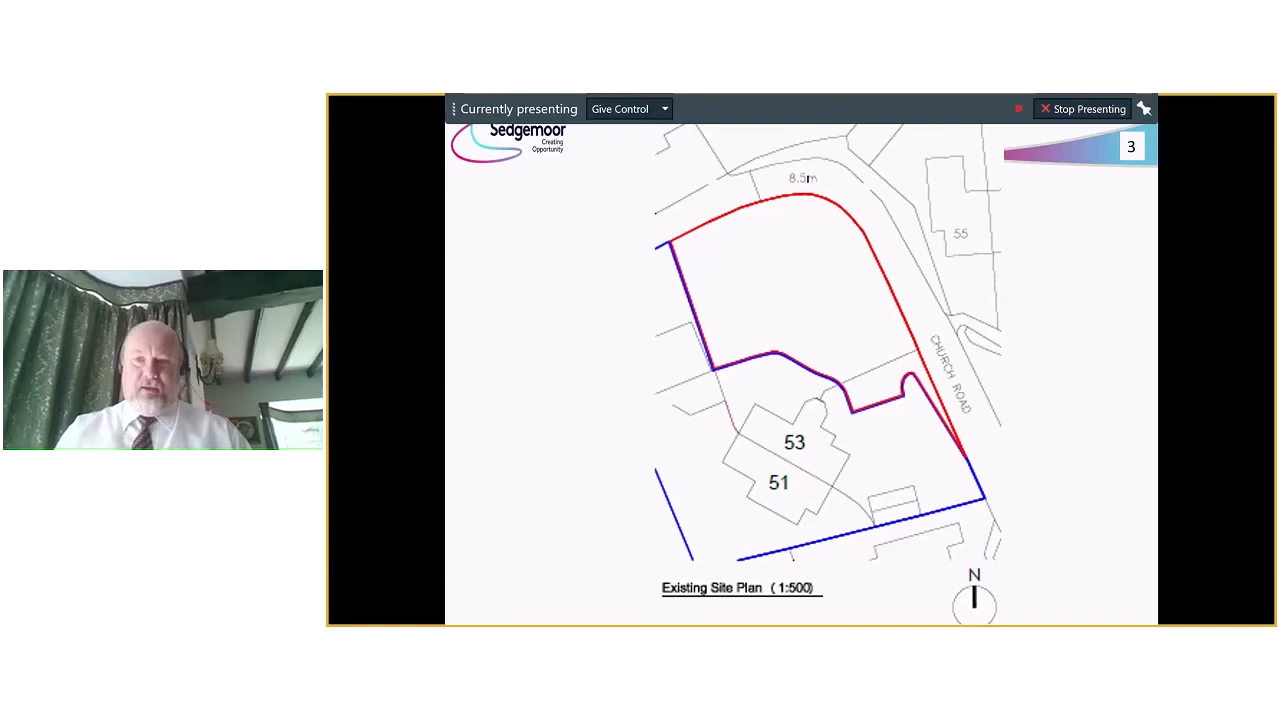 Currently presenting
Give Control
Stop Presenting
Sedgemoor
Creating
Opportunity
3
8.5m
55
CHURCH ROAD
53
51
Existing Site Plan ( 1:500)
N